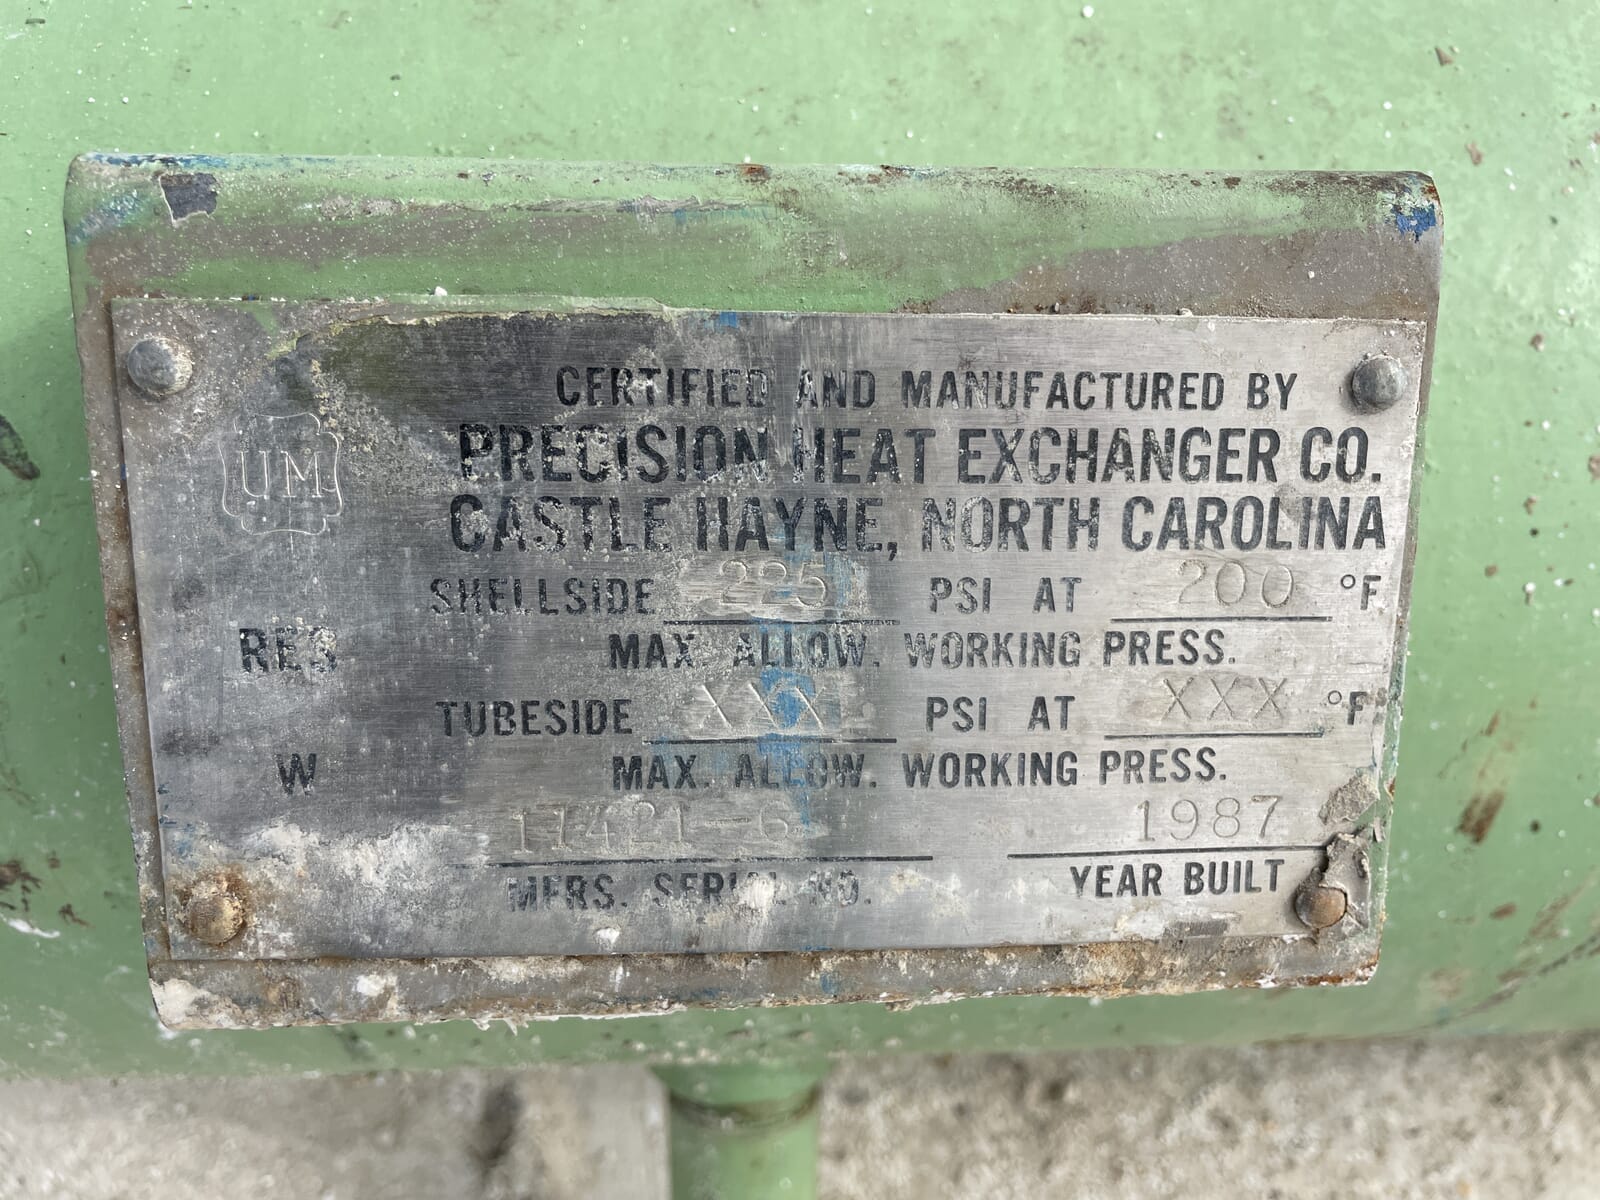 CERTIFIED AND MANUFACTURED BY
PRECISION HEAT EXCHANGER CO.
CASTLE HAYNE, NORTH CAROLINA
UM
SHELLSIDE 225 PSI AT 200 °F
RES MAX. ALLOW. WORKING PRESS.
TUBESIDE XXX PSI AT XXX °F
W MAX. ALLOW. WORKING PRESS.
17421-6 1987
MFRS. SERIAL NO. YEAR BUILT